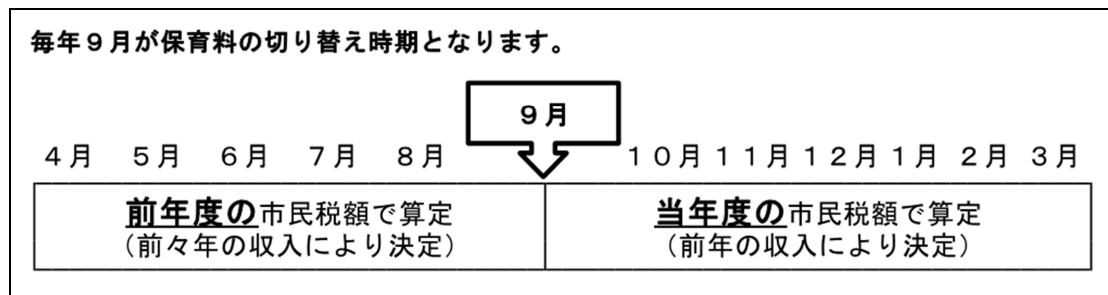 毎年９月が保育料の切り替え時期となります。
９月
４月 ５月 ６月 ７月 ８月 １０月 １１月 １２月 １月 ２月 ３月
前年度の市民税額で算定 当年度の市民税額で算定
（前々年の収入により決定） （前年の収入により決定）